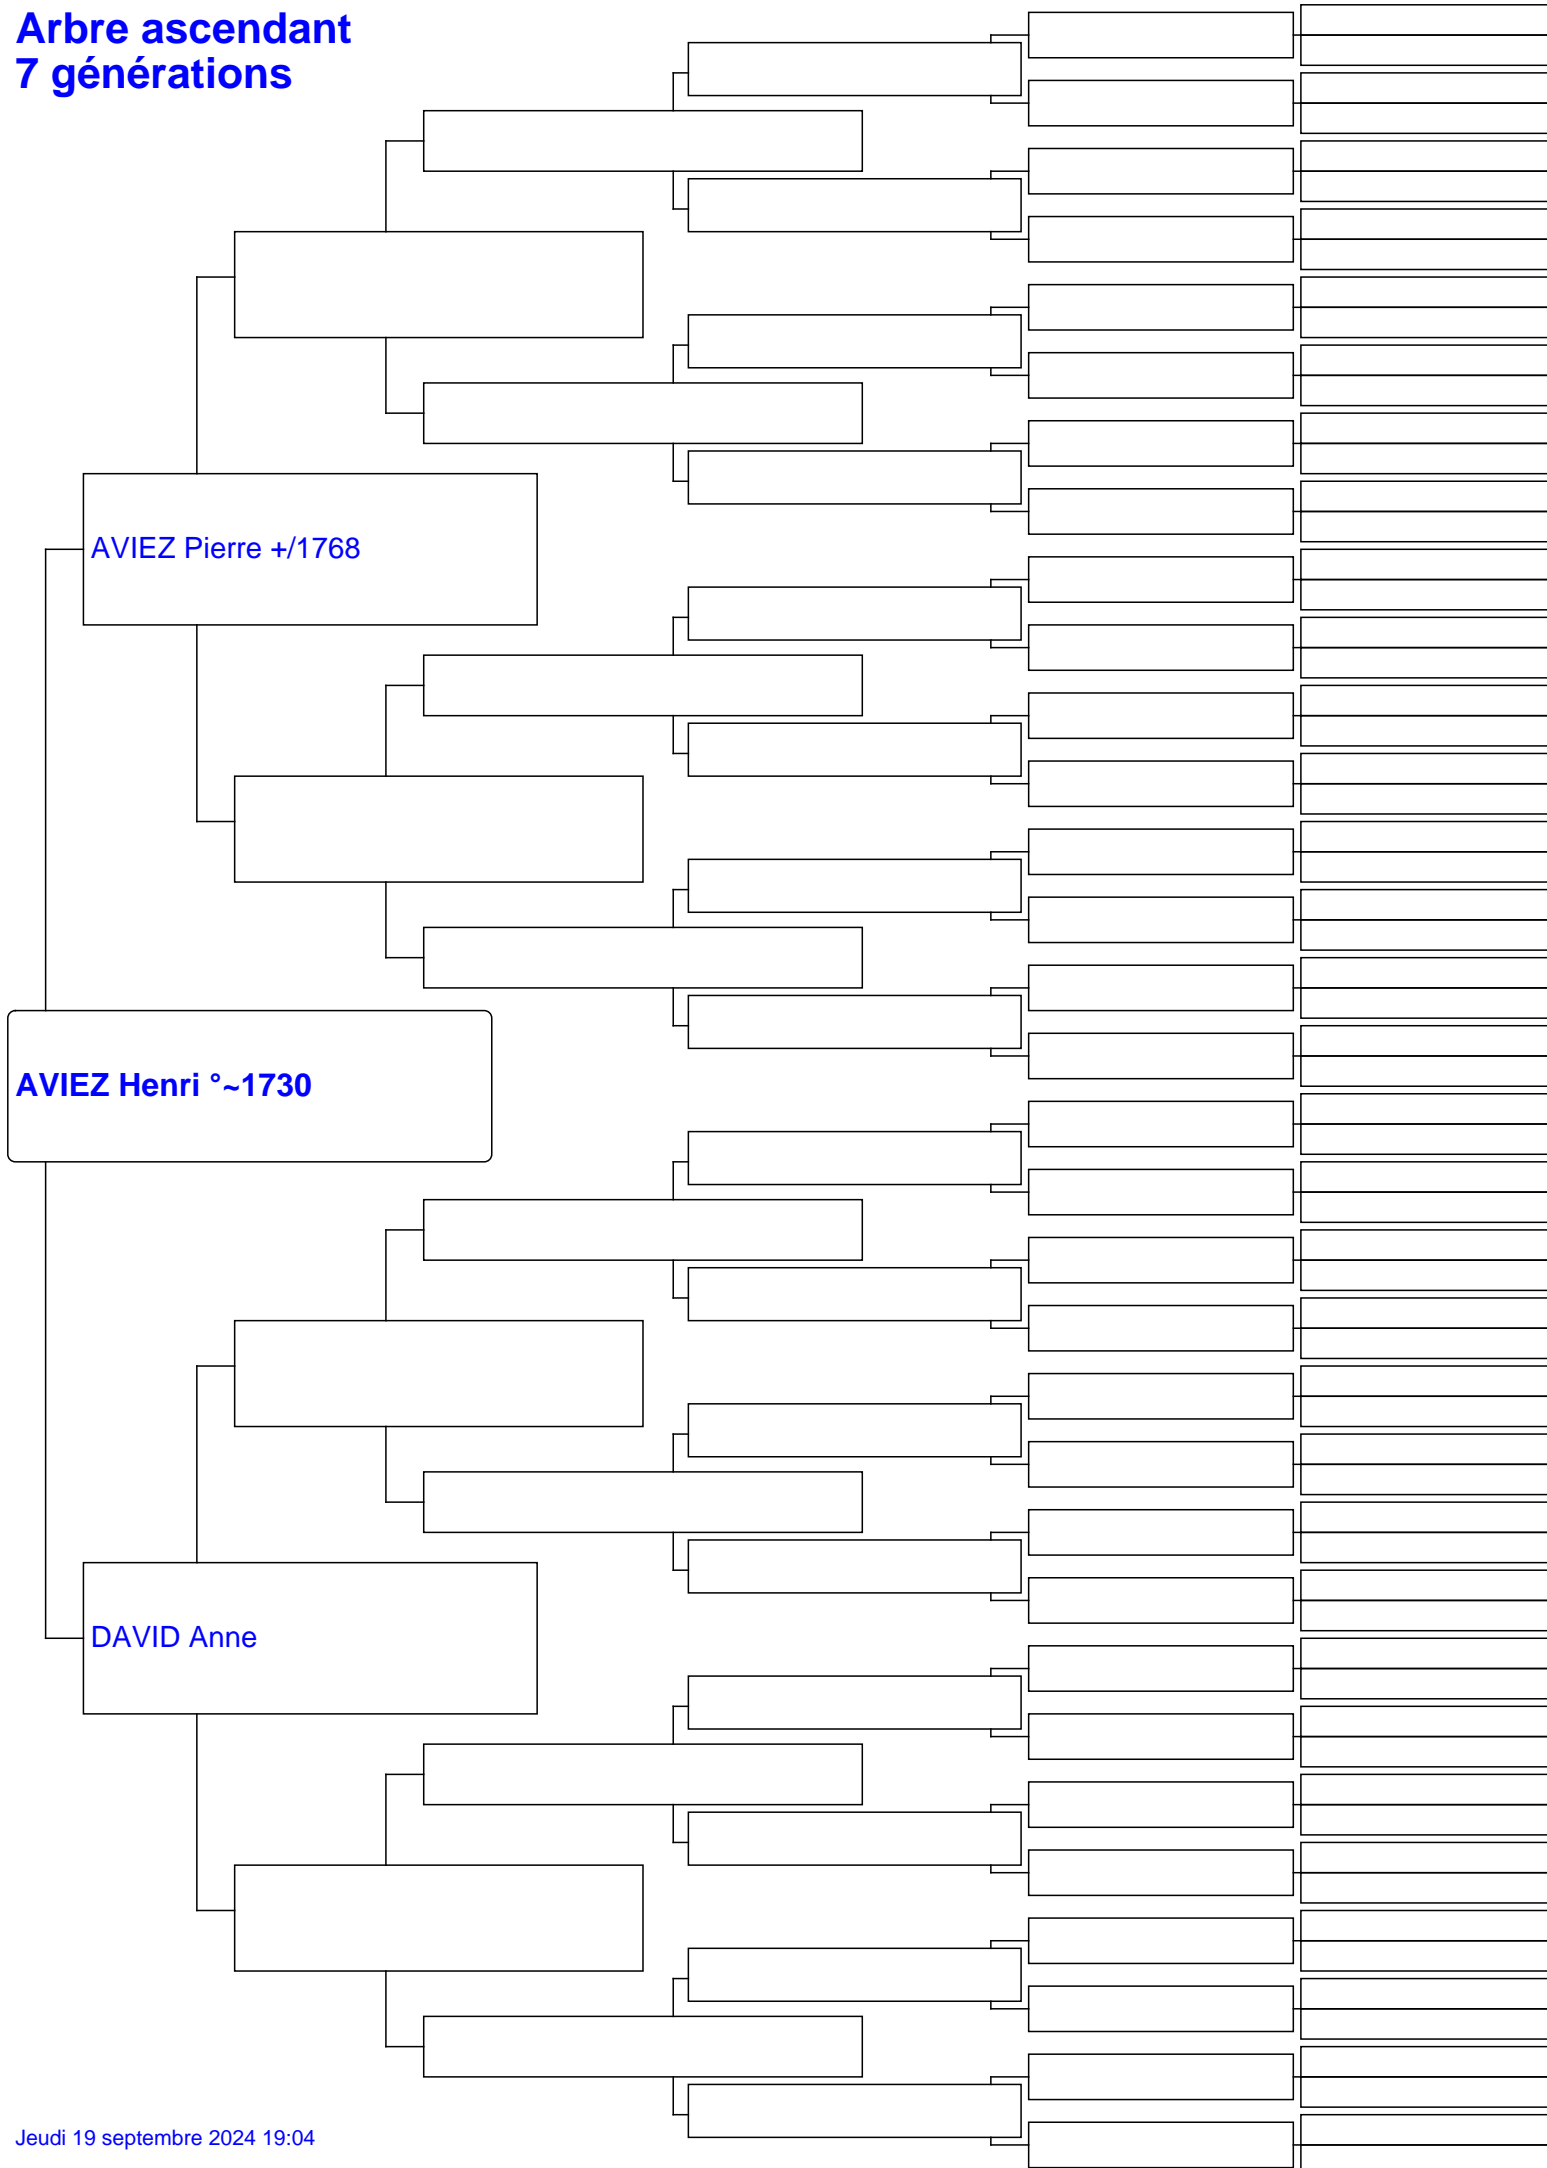 Arbre ascendant
7 générations
AVIEZ Pierre +/1768
AVIEZ Henri °~1730
DAVID Anne
Jeudi 19 septembre 2024 19:04